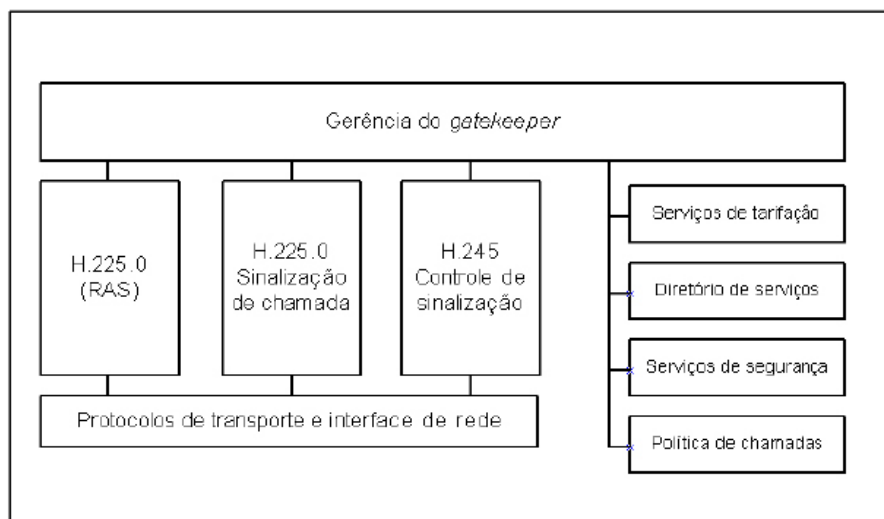 Gerência do gatekeeper
H.225.0
(RAS)
H.225.0
Sinalização
de chamada
H.245
Controle de
sinalização
Protocolos de transporte e interface de rede
Serviços de tarifação
Diretório de serviços
Serviços de segurança
Política de chamadas